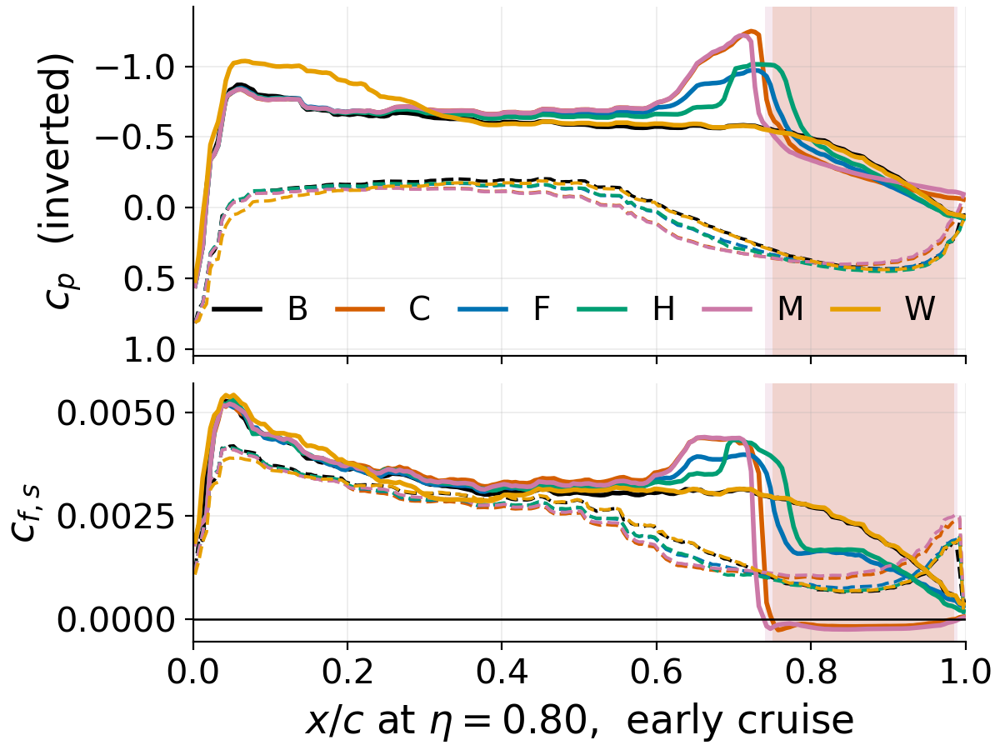 −1.0
−0.5
0.0
0.5
1.0
c_p (inverted)
B C F H M W
0.0050
0.0025
0.0000
c_{f,s}
0.0 0.2 0.4 0.6 0.8 1.0
x/c at η = 0.80, early cruise